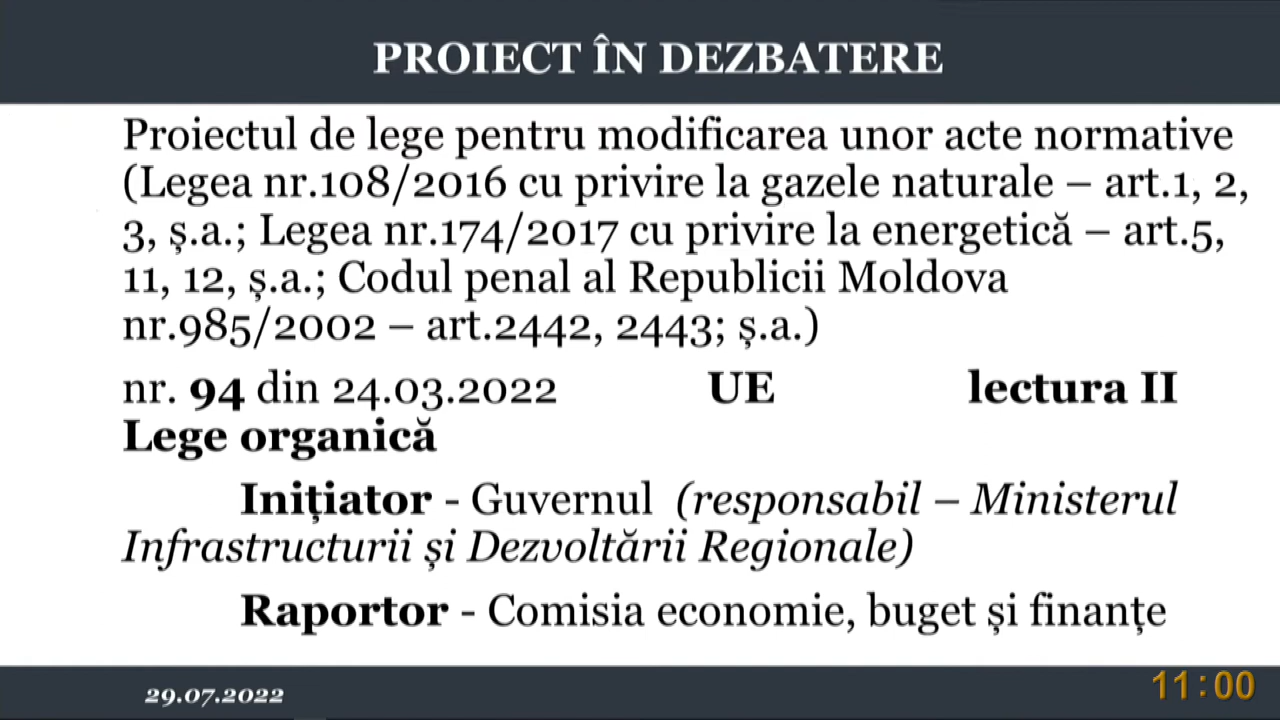 PROIECT ÎN DEZBATERE
Proiectul de lege pentru modificarea unor acte normative
(Legea nr.108/2016 cu privire la gazele naturale – art.1, 2,
3, ș.a.; Legea nr.174/2017 cu privire la energetică – art.5,
11, 12, ș.a.; Codul penal al Republicii Moldova
nr.985/2002 – art.2442, 2443; ș.a.)
nr. 94 din 24.03.2022 UE lectura II
Lege organică
Inițiator - Guvernul (responsabil – Ministerul
Infrastructurii și Dezvoltării Regionale)
Raportor - Comisia economie, buget și finanțe
29.07.2022
11:00